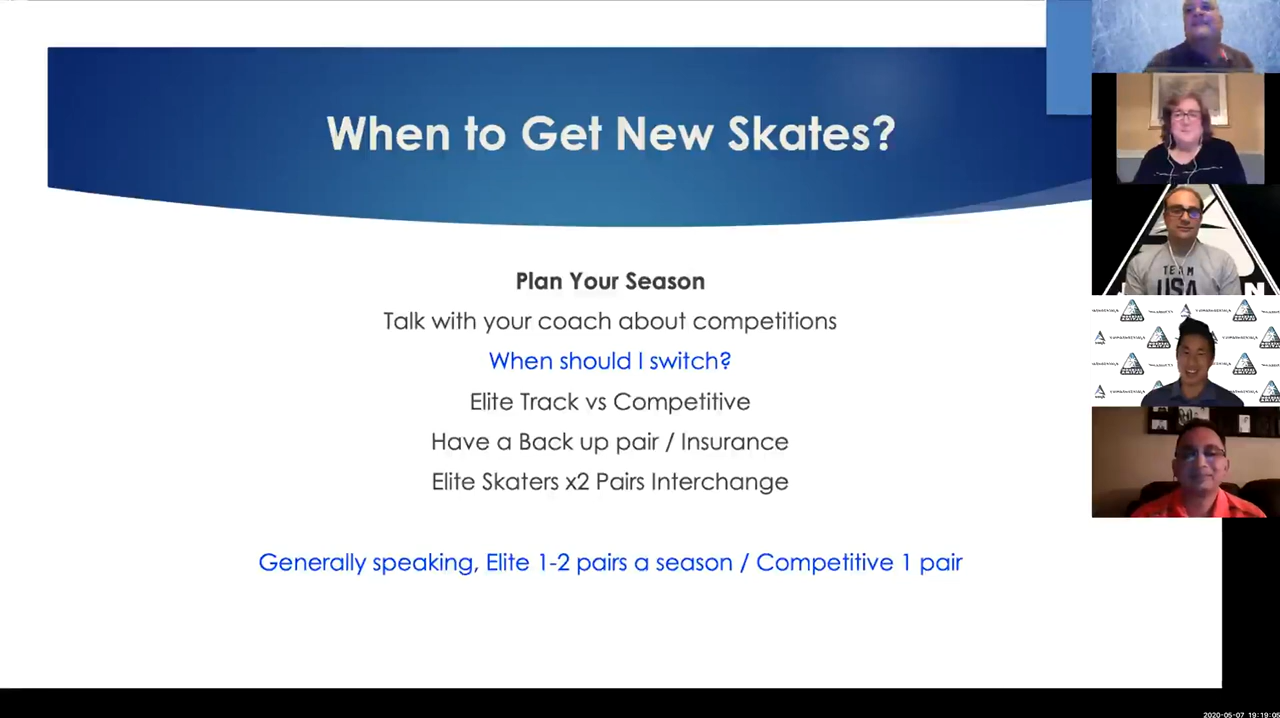 When to Get New Skates?
Plan Your Season
Talk with your coach about competitions
When should I switch?
Elite Track vs Competitive
Have a Back up pair / Insurance
Elite Skaters x2 Pairs Interchange
Generally speaking, Elite 1-2 pairs a season / Competitive 1 pair
TEAM
USA
2020-05-07 19:19:05